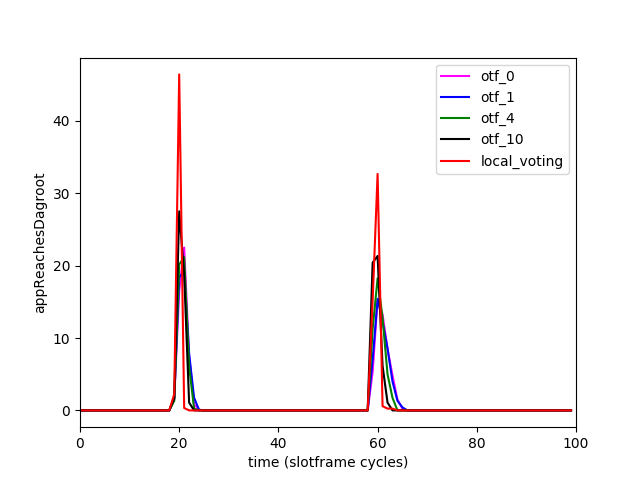 40
30
20
10
0
appReachesDagroot
0
20
40
60
80
100
time (slotframe cycles)
otf_0
otf_1
otf_4
otf_10
local_voting